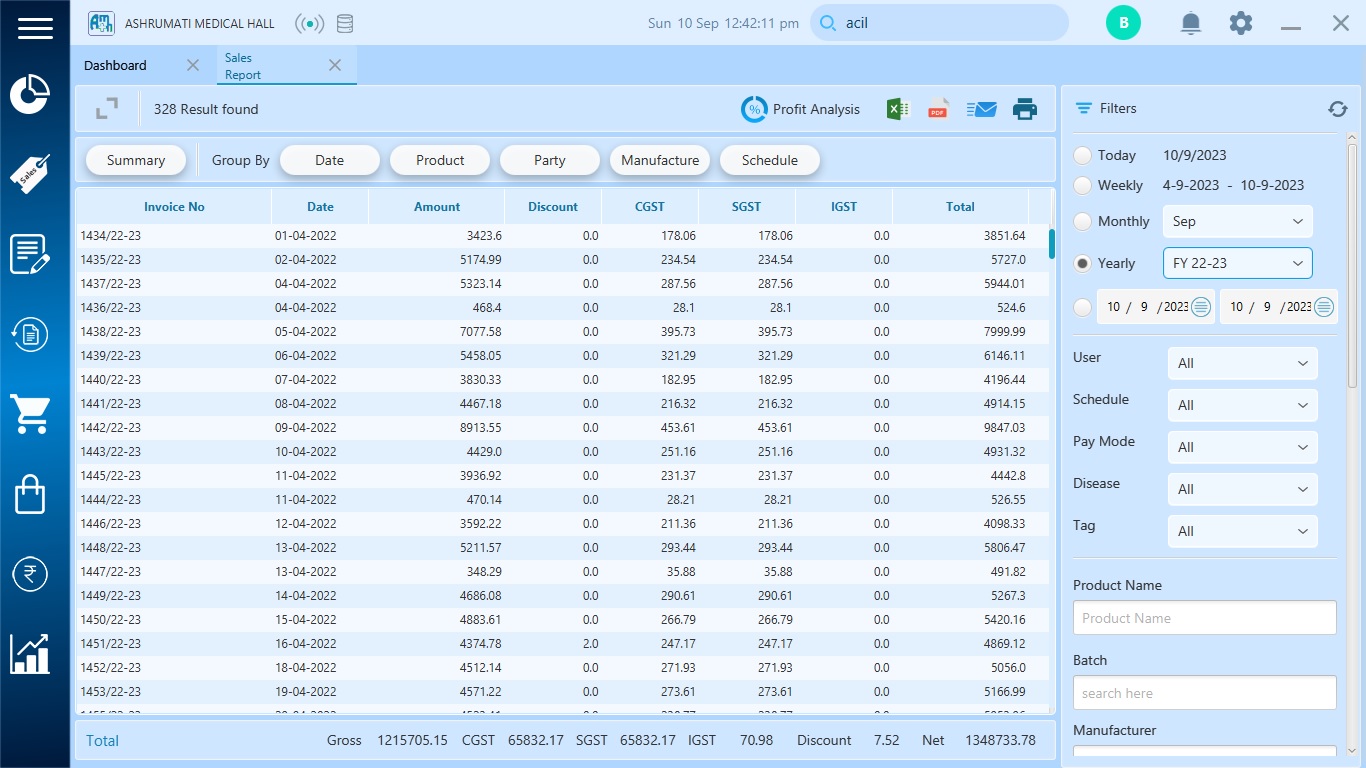 ASHRUMATI MEDICAL HALL
Sun 10 Sep 12:42:11 pm
acil
B
Dashboard
Sales
Report
328 Result found
% Profit Analysis
PDF
Filters
Sales
Summary Group By Date Product Party Manufacture Schedule
Today 10/9/2023
Weekly 4-9-2023 - 10-9-2023
Monthly Sep
Yearly FY 22-23
10 / 9 /2023 10 / 9 /2023
User All
Schedule All
Pay Mode All
Disease All
Tag All
Product Name
Product Name
Batch
search here
Manufacturer
Invoice No Date Amount Discount CGST SGST IGST Total
1434/22-23 01-04-2022 3423.6 0.0 178.06 178.06 0.0 3851.64
1435/22-23 02-04-2022 5174.99 0.0 234.54 234.54 0.0 5727.0
1437/22-23 04-04-2022 5323.14 0.0 287.56 287.56 0.0 5944.01
1436/22-23 04-04-2022 468.4 0.0 28.1 28.1 0.0 524.6
1438/22-23 05-04-2022 7077.58 0.0 395.73 395.73 0.0 7999.99
1439/22-23 06-04-2022 5458.05 0.0 321.29 321.29 0.0 6146.11
1440/22-23 07-04-2022 3830.33 0.0 182.95 182.95 0.0 4196.44
1441/22-23 08-04-2022 4467.18 0.0 216.32 216.32 0.0 4914.15
1442/22-23 09-04-2022 8913.55 0.0 453.61 453.61 0.0 9847.03
1443/22-23 10-04-2022 4429.0 0.0 251.16 251.16 0.0 4931.32
1445/22-23 11-04-2022 3936.92 0.0 231.37 231.37 0.0 4442.8
1444/22-23 11-04-2022 470.14 0.0 28.21 28.21 0.0 526.55
1446/22-23 12-04-2022 3592.22 0.0 211.36 211.36 0.0 4098.33
1448/22-23 13-04-2022 5211.57 0.0 293.44 293.44 0.0 5806.47
1447/22-23 13-04-2022 348.29 0.0 35.88 35.88 0.0 491.82
1449/22-23 14-04-2022 4686.08 0.0 290.61 290.61 0.0 5267.3
1450/22-23 15-04-2022 4883.61 0.0 266.79 266.79 0.0 5420.16
1451/22-23 16-04-2022 4374.78 2.0 247.17 247.17 0.0 4869.12
1452/22-23 18-04-2022 4512.14 0.0 271.93 271.93 0.0 5056.0
1453/22-23 19-04-2022 4571.22 0.0 273.61 273.61 0.0 5166.99
Total Gross 1215705.15 CGST 65832.17 SGST 65832.17 IGST 70.98 Discount 7.52 Net 1348733.78